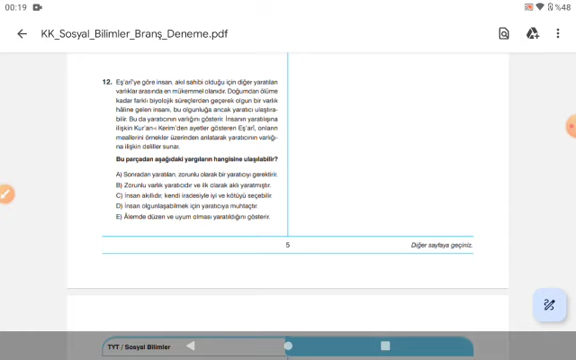 00:19
%48
KK_Sosyal_Bilimler_Branş_Deneme.pdf
12. Eş'arî'ye göre insan, akıl sahibi olduğu için diğer yaratılan
varlıklar arasında en mükemmel olanıdır. Doğumdan ölüme
kadar farklı biyolojik süreçlerden geçerek olgun bir varlık
hâline gelen insanı, bu olgunluğa ancak yaratıcı ulaştıra-
bilir. Bu da yaratıcının varlığını gösterir. İnsanın yaratılışına
ilişkin Kur'an-ı Kerim'den ayetler gösteren Eş'arî, onların
meallerini örnekler üzerinden anlatarak yaratıcının varlığı-
na ilişkin deliller sunar.
Bu parçadan aşağıdaki yargıların hangisine ulaşılabilir?
A) Sonradan yaratılan, zorunlu olarak bir yaratıcıyı gerektirir.
B) Zorunlu varlık yaratıcıdır ve ilk olarak aklı yaratmıştır.
C) İnsan akıllıdır, kendi iradesiyle iyi ve kötüyü seçebilir.
D) İnsan olgunlaşabilmek için yaratıcıya muhtaçtır.
E) Âlemde düzen ve uyum olması yaratıldığını gösterir.
5
Diğer sayfaya geçiniz.
TYT / Sosyal Bilimler